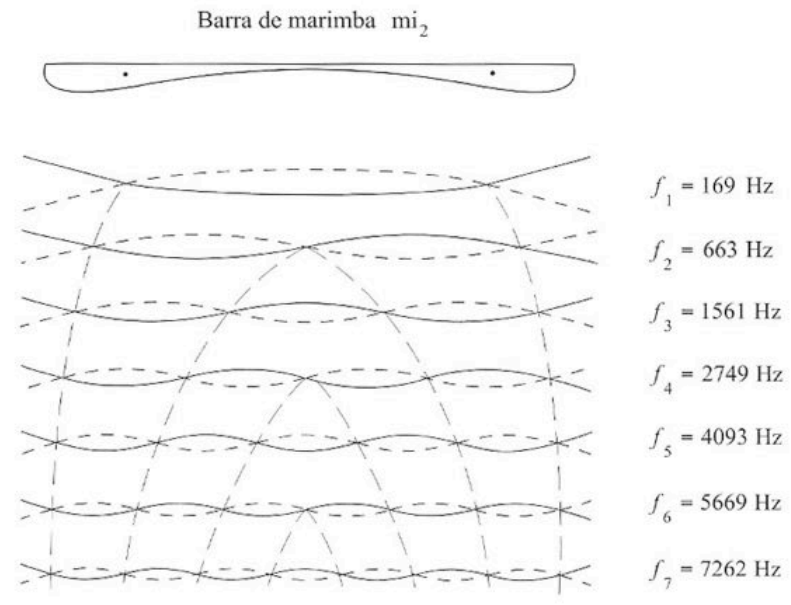 Barra de marimba mi₂
f₁ = 169 Hz
f₂ = 663 Hz
f₃ = 1561 Hz
f₄ = 2749 Hz
f₅ = 4093 Hz
f₆ = 5669 Hz
f₇ = 7262 Hz